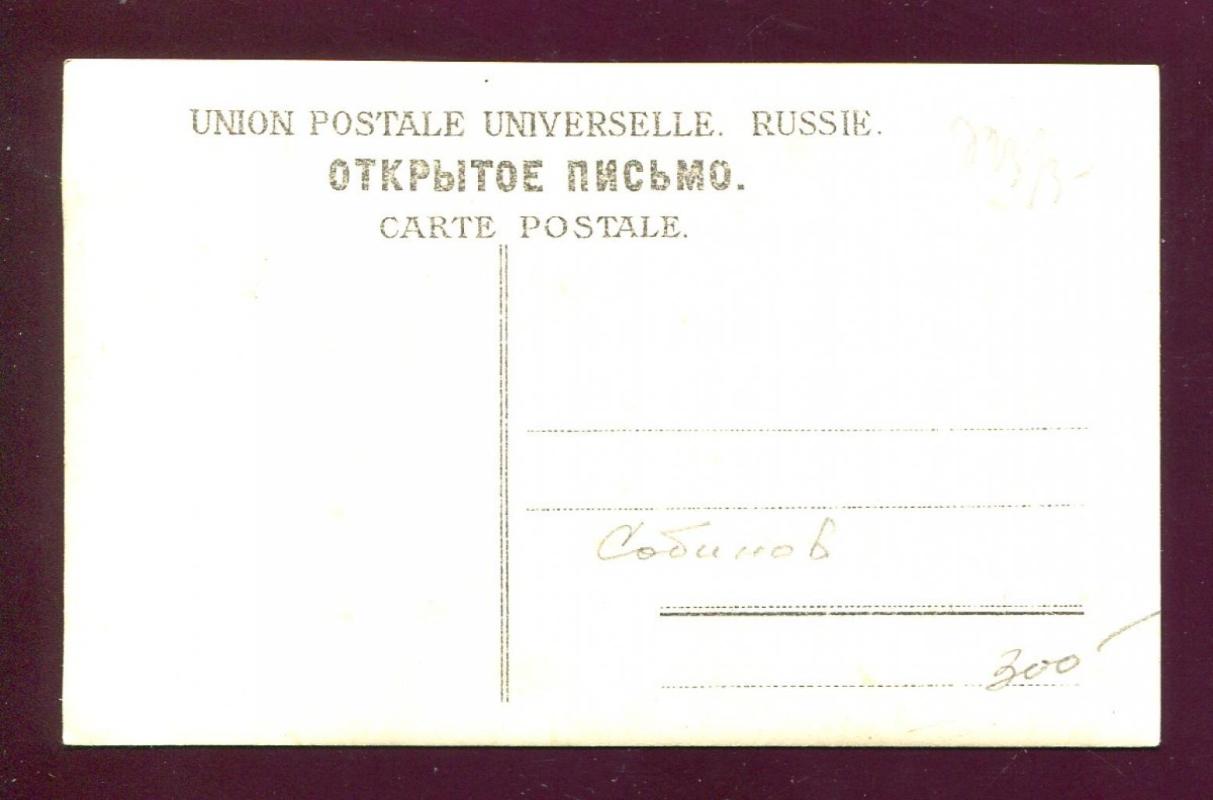 UNION POSTALE UNIVERSELLE. RUSSIE.
ОТКРЫТОЕ ПИСЬМО.
CARTE POSTALE.
Собинов
300